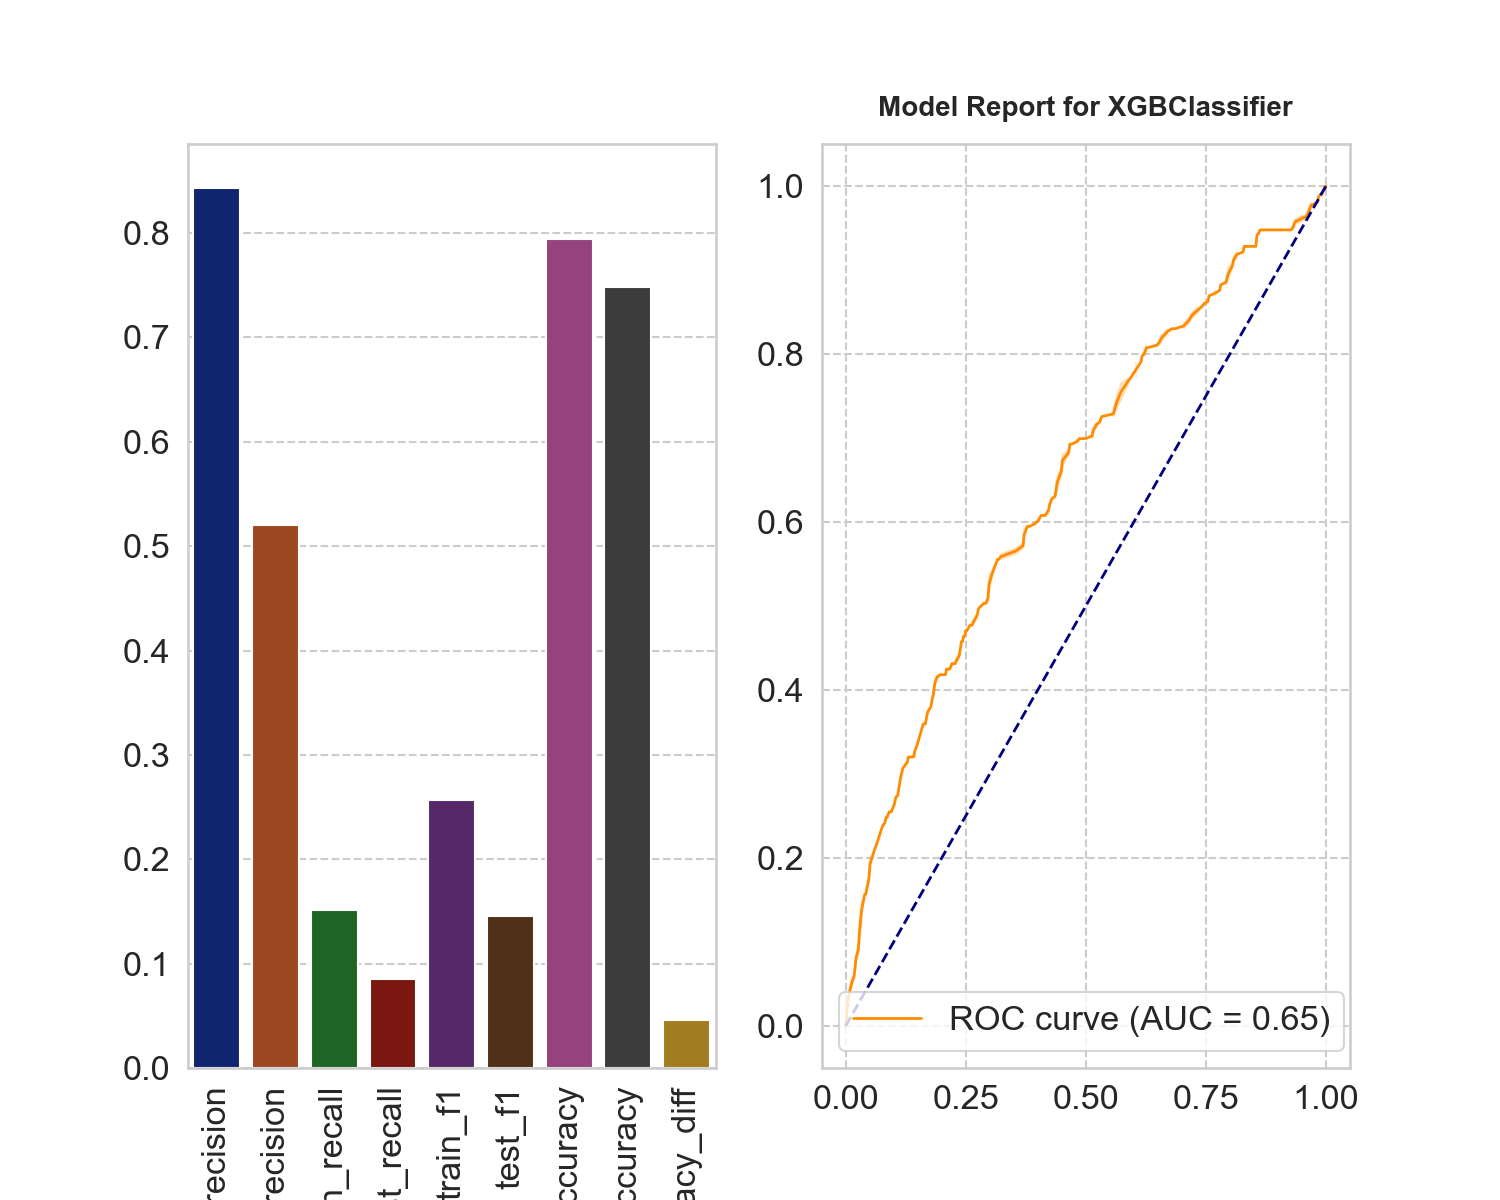 Model Report for XGBClassifier
0.8
0.7
0.6
0.5
0.4
0.3
0.2
0.1
0.0
recision
recision
n_recall
t_recall
train_f1
test_f1
ccuracy
ccuracy
acy_diff
1.0
0.8
0.6
0.4
0.2
0.0
0.00 0.25 0.50 0.75 1.00
ROC curve (AUC = 0.65)